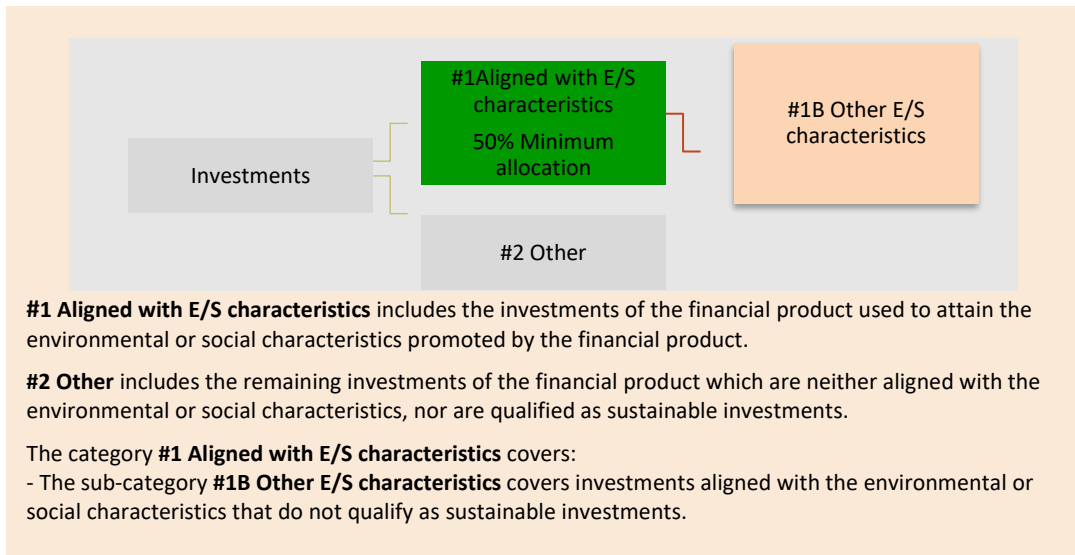 #1Aligned with E/S
characteristics
50% Minimum
allocation
#1B Other E/S
characteristics
Investments
#2 Other
#1 Aligned with E/S characteristics includes the investments of the financial product used to attain the
environmental or social characteristics promoted by the financial product.
#2 Other includes the remaining investments of the financial product which are neither aligned with the
environmental or social characteristics, nor are qualified as sustainable investments.
The category #1 Aligned with E/S characteristics covers:
- The sub-category #1B Other E/S characteristics covers investments aligned with the environmental or
social characteristics that do not qualify as sustainable investments.